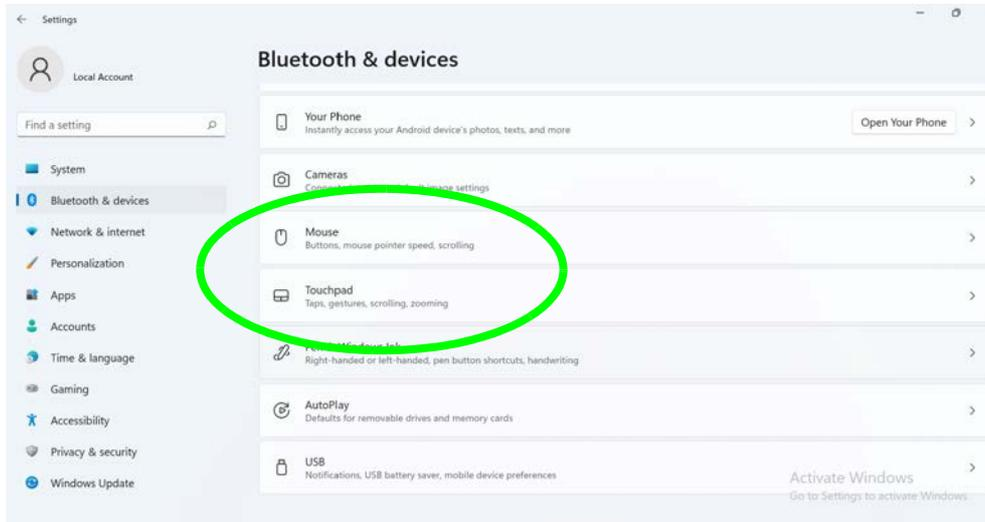 Settings
Local Account
Find a setting
System
Bluetooth & devices
Network & internet
Personalization
Apps
Accounts
Time & language
Gaming
Accessibility
Privacy & security
Windows Update
Bluetooth & devices
Your Phone
Instantly access your Android device's photos, texts, and more
Open Your Phone
Cameras
image settings
Mouse
Buttons, mouse pointer speed, scrolling
Touchpad
Taps, gestures, scrolling, zooming
Right-handed or left-handed, pen button shortcuts, handwriting
AutoPlay
Defaults for removable drives and memory cards
USB
Notifications, USB battery saver, mobile device preferences
Activate Windows
Go to Settings to activate Windows.